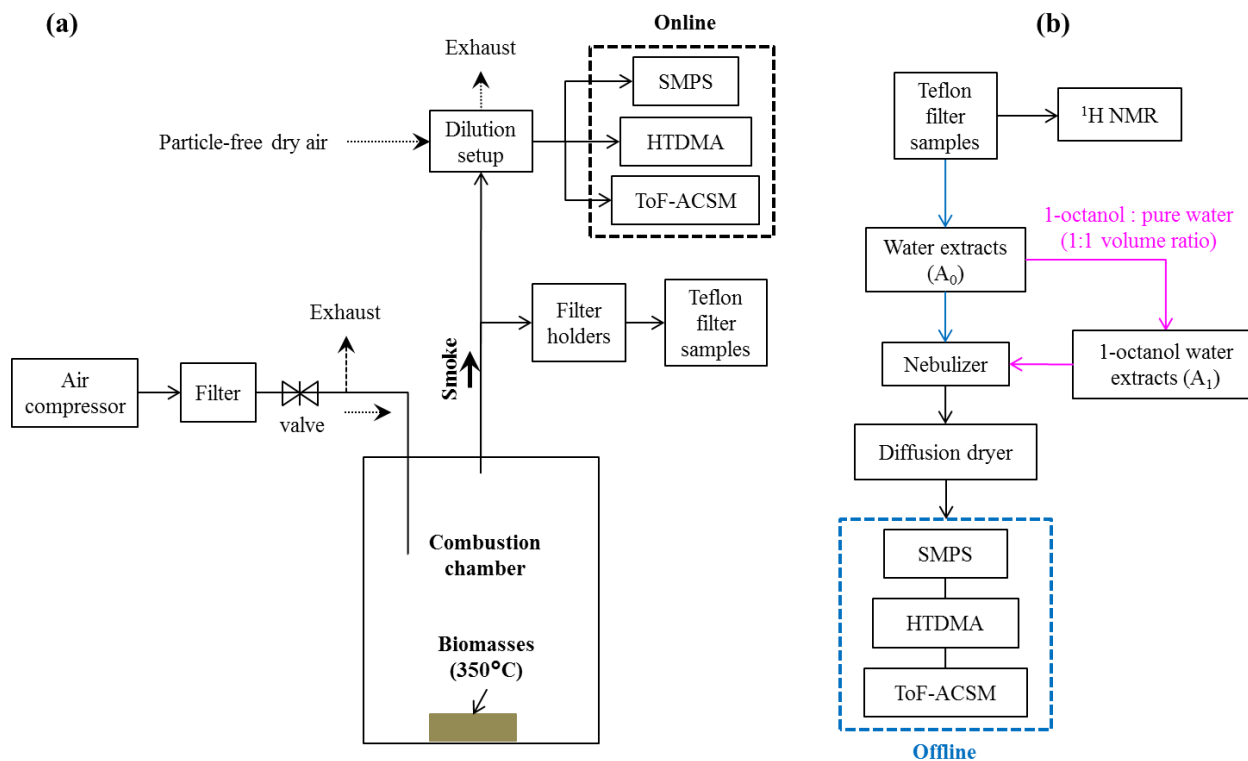 (a)
Online
Exhaust
SMPS
Particle-free dry air
Dilution
setup
HTDMA
ToF-ACSM
Exhaust
Filter
holders
Teflon
filter
samples
Smoke
Air
compressor
Filter
valve
Combustion
chamber
Biomasses
(350°C)
(b)
Teflon
filter
samples
¹H NMR
1-octanol : pure water
(1:1 volume ratio)
Water extracts
(A₀)
Nebulizer
1-octanol water
extracts (A₁)
Diffusion dryer
SMPS
HTDMA
ToF-ACSM
Offline